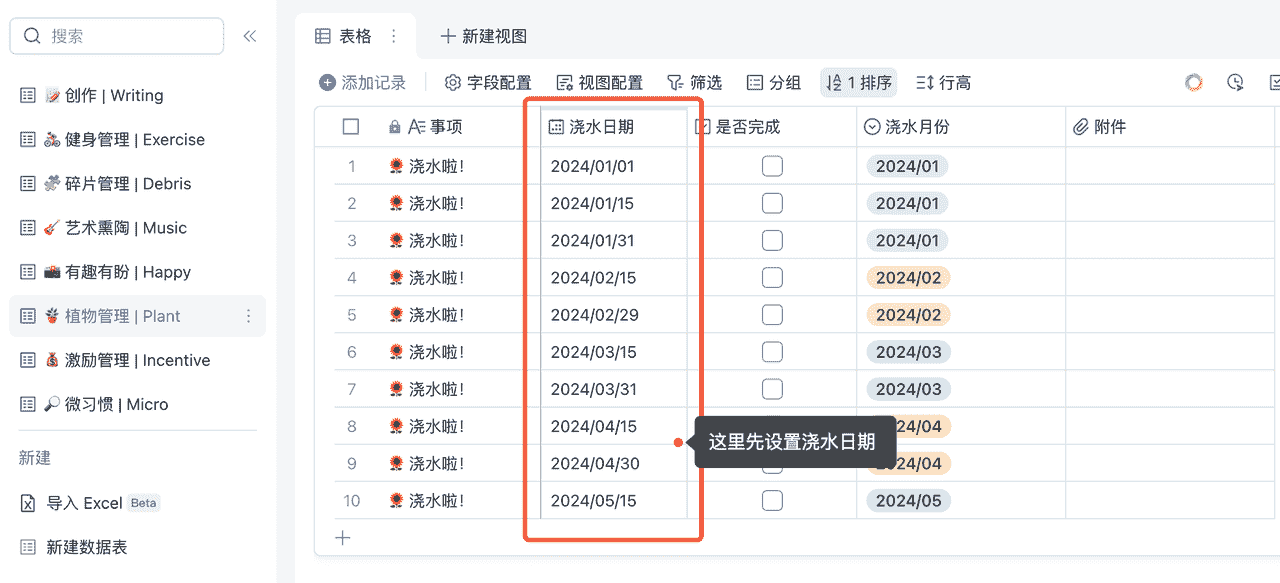 搜索
创作 | Writing
健身管理 | Exercise
碎片管理 | Debris
艺术熏陶 | Music
有趣有盼 | Happy
植物管理 | Plant
激励管理 | Incentive
微习惯 | Micro
新建
导入 Excel Beta
新建数据表
表格 新建视图
添加记录 字段配置 视图配置 筛选 分组 1 排序 行高
事项 浇水日期 是否完成 浇水月份 附件
1 浇水啦! 2024/01/01 2024/01
2 浇水啦! 2024/01/15 2024/01
3 浇水啦! 2024/01/31 2024/01
4 浇水啦! 2024/02/15 2024/02
5 浇水啦! 2024/02/29 2024/02
6 浇水啦! 2024/03/15 2024/03
7 浇水啦! 2024/03/31 2024/03
8 浇水啦! 2024/04/15 24/04
这里先设置浇水日期
9 浇水啦! 2024/04/30 24/04
10 浇水啦! 2024/05/15 2024/05